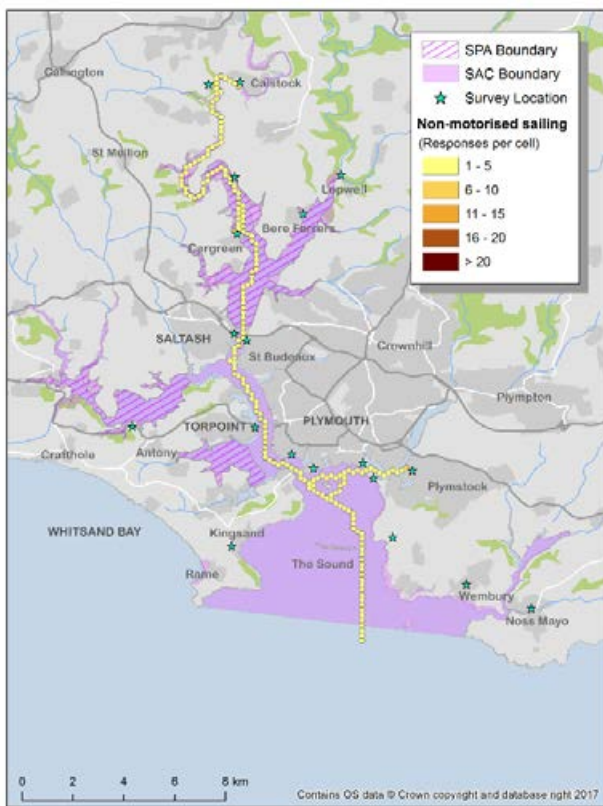 SPA Boundary
SAC Boundary
Survey Location
Non-motorised sailing
(Responses per cell)
1 - 5
6 - 10
11 - 15
16 - 20
> 20
Callington
Calstock
St Mellion
Lopwell
Bere Ferrers
Cargreen
SALTASH
St Budeaux
Crownhill
Plympton
TORPOINT
PLYMOUTH
Crafthole
Antony
Plymstock
WHITSAND BAY
Kingsand
The Sound
Rame
Wembury
Noss Mayo
0 2 4 6 8 km
Contains OS data © Crown copyright and database right 2017